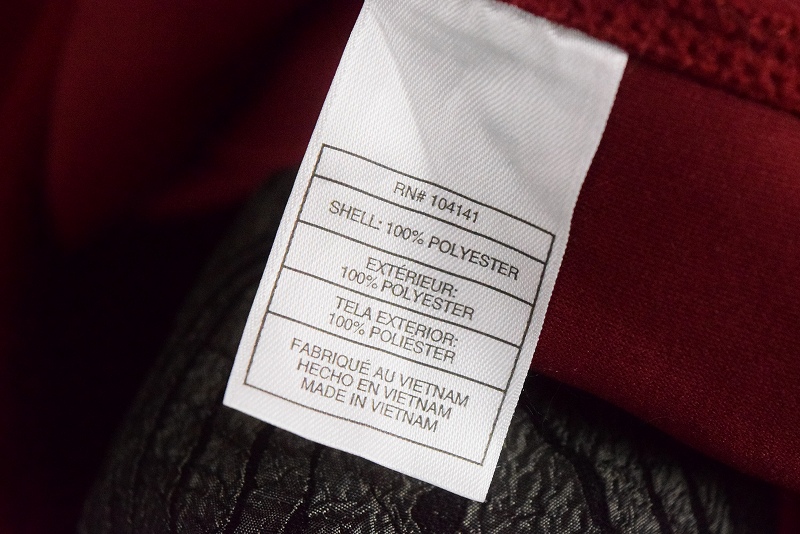 RN# 104141
SHELL: 100% POLYESTER
EXTÉRIEUR:
100% POLYESTER
TELA EXTERIOR:
100% POLIESTER
FABRIQUÉ AU VIETNAM
HECHO EN VIETNAM
MADE IN VIETNAM